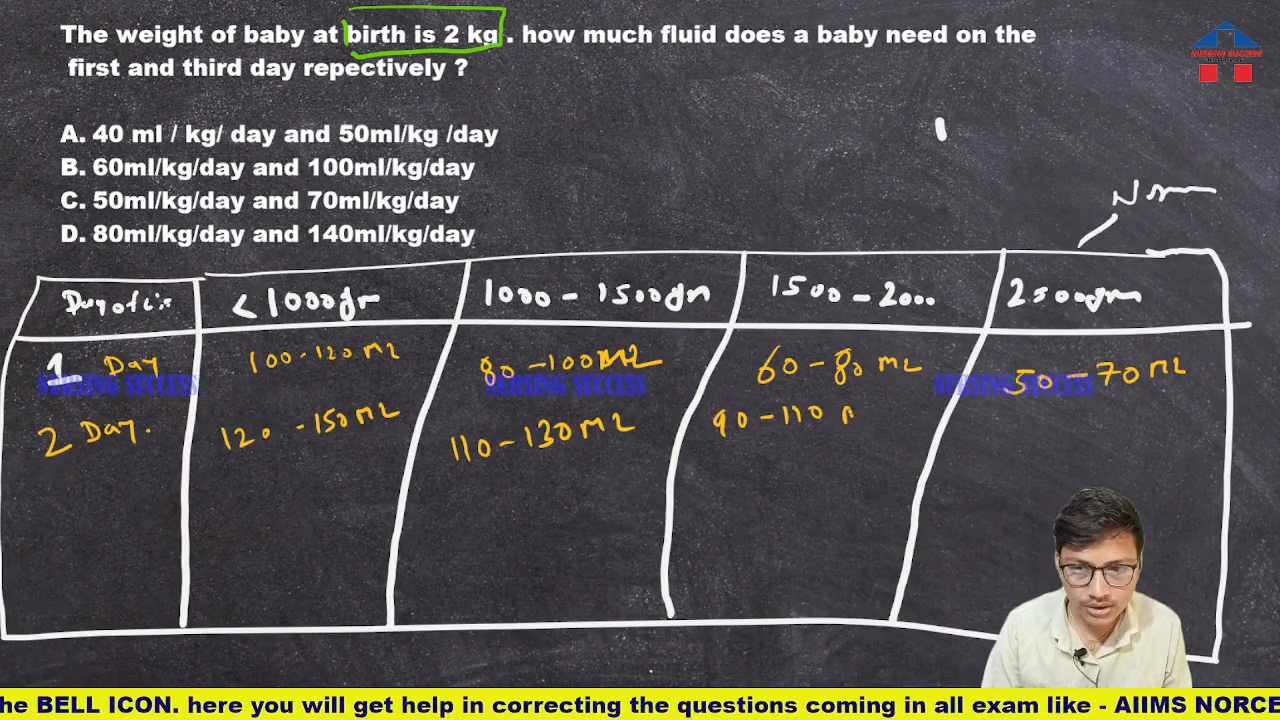 The weight of baby at birth is 2 kg . how much fluid does a baby need on the
first and third day repectively ?
NURSING SUCCESS
A. 40 ml / kg/ day and 50ml/kg /day
B. 60ml/kg/day and 100ml/kg/day
C. 50ml/kg/day and 70ml/kg/day
D. 80ml/kg/day and 140ml/kg/day
< 1000gm
1000 - 1500gm
1500 - 2000
2500gm
1 Day
100-120 ML
80 -100 ML
60 - 80 ML
50 -70 ML
NURSING SUCCESS
NURSING SUCCESS
NURSING SUCCESS
2 Day.
120 -150 ML
110-130 ML
90-110
he BELL ICON. here you will get help in correcting the questions coming in all exam like - AIIMS NORCE